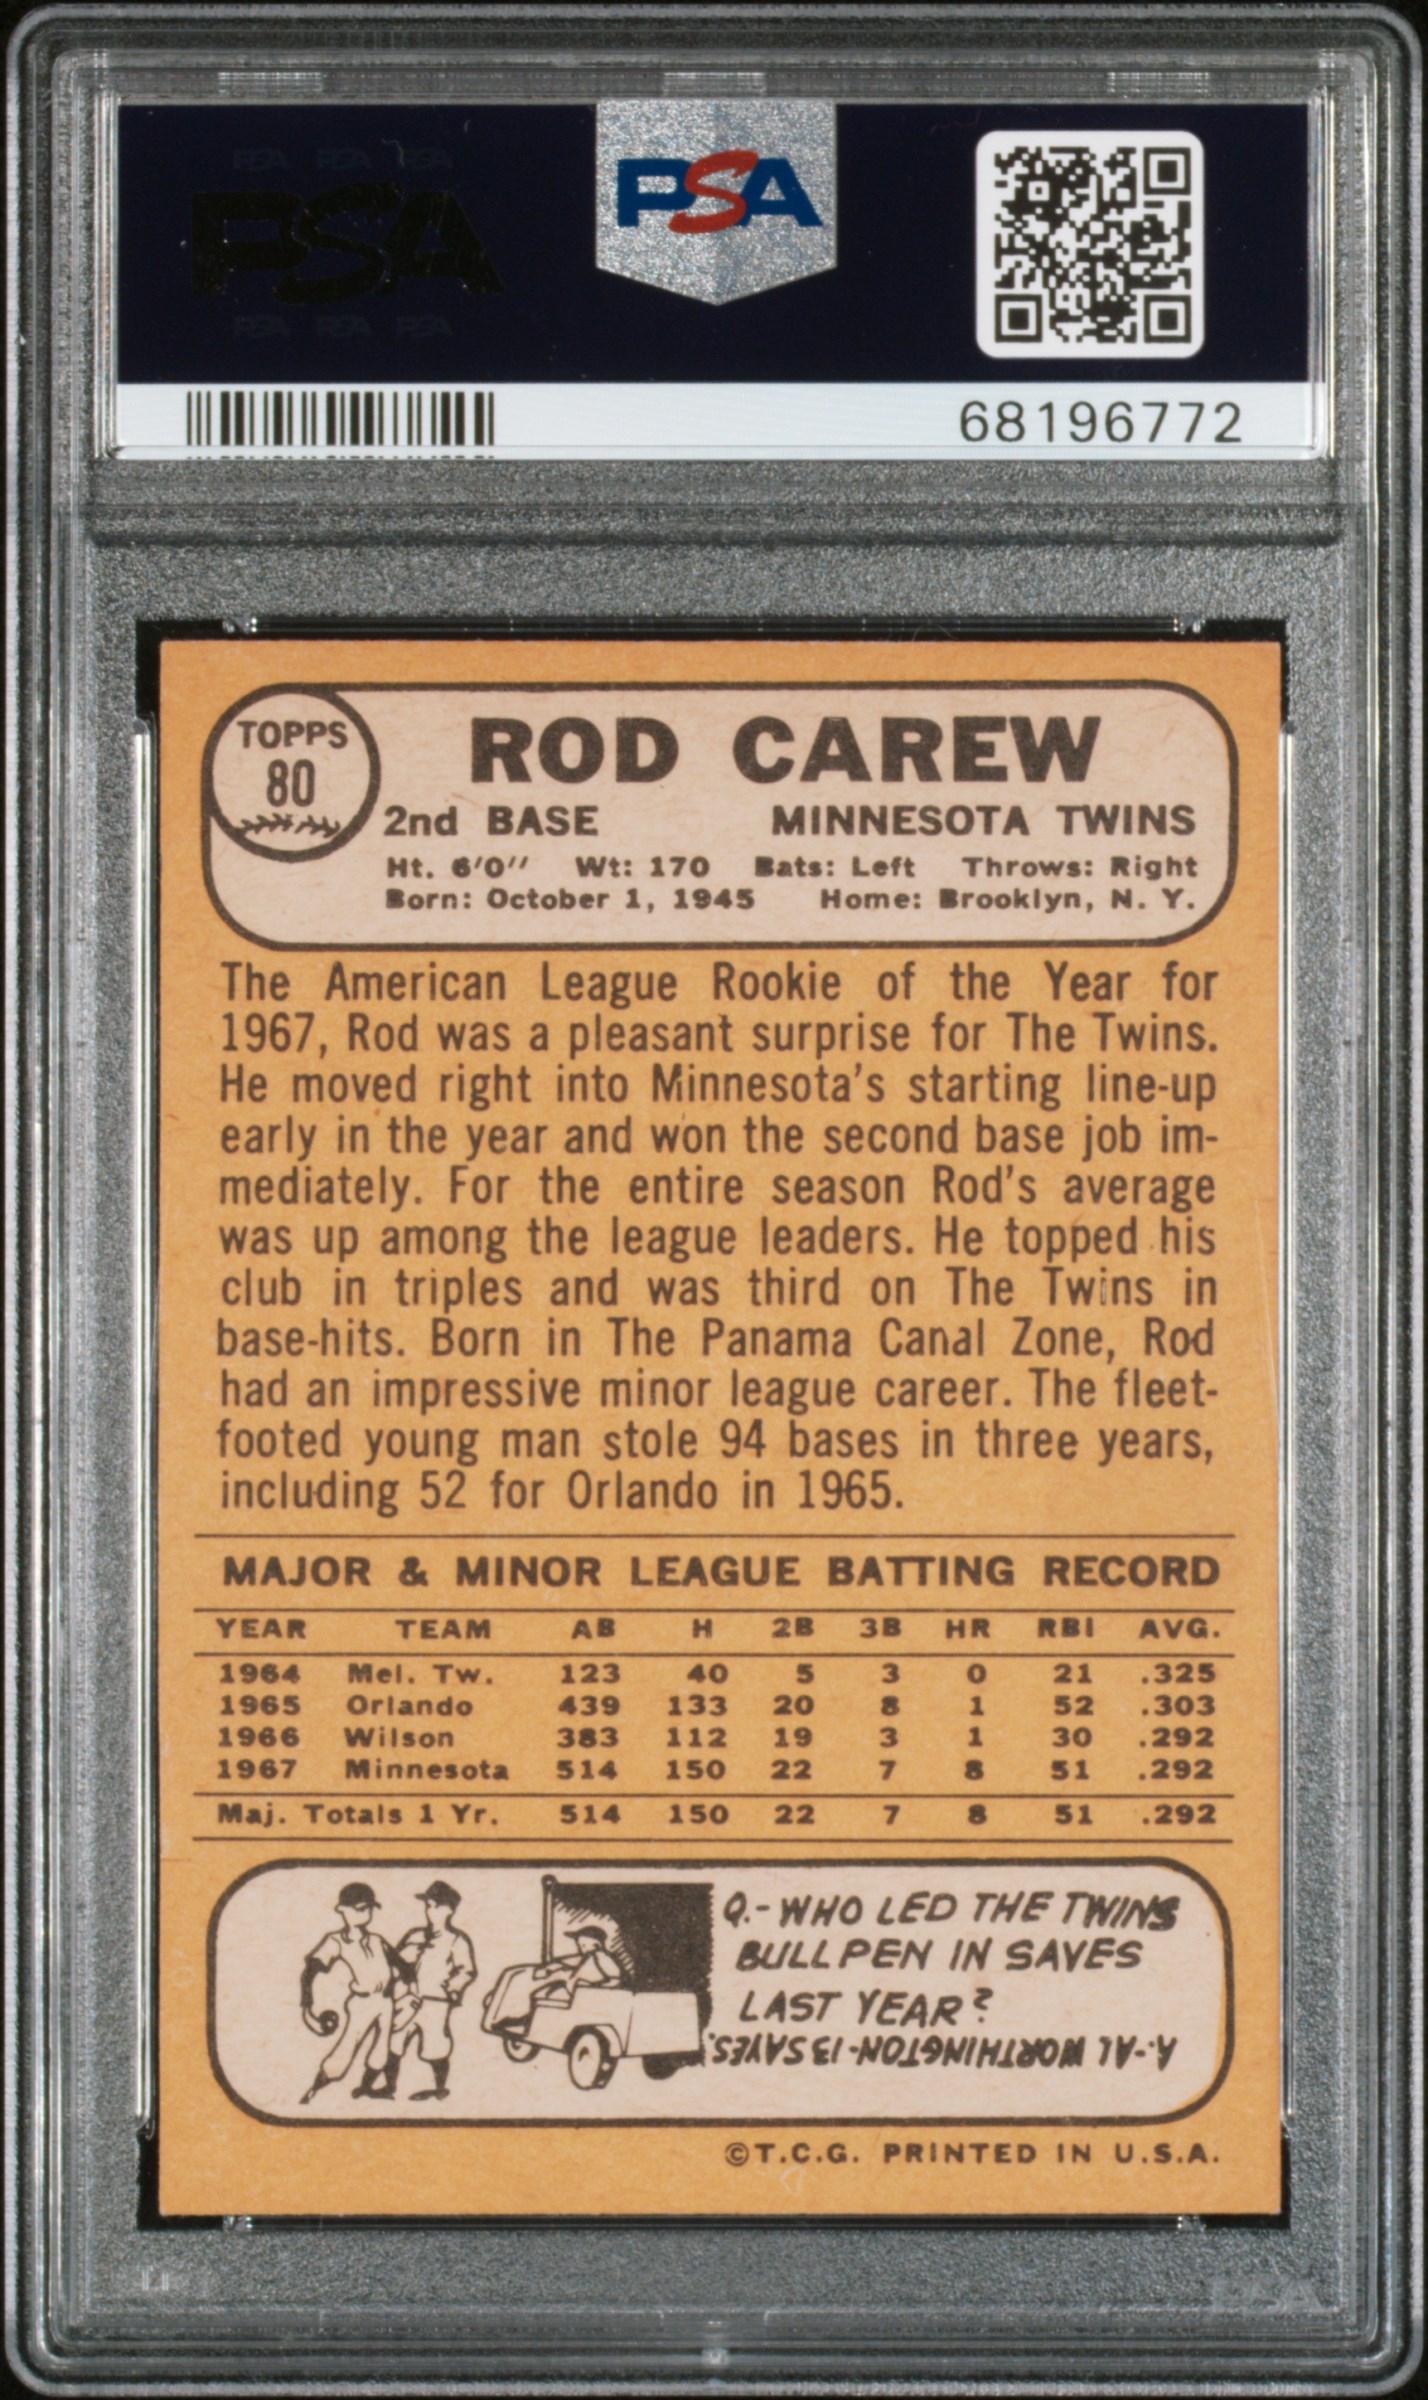 PSA PSA PSA
PSA
PSA PSA PSA
PSA
68196772
TOPPS
80
ROD CAREW
2nd BASE MINNESOTA TWINS
Ht. 6'0'' Wt: 170 Bats: Left Throws: Right
Born: October 1, 1945 Home: Brooklyn, N. Y.
The American League Rookie of the Year for
1967, Rod was a pleasant surprise for The Twins.
He moved right into Minnesota's starting line-up
early in the year and won the second base job im-
mediately. For the entire season Rod's average
was up among the league leaders. He topped his
club in triples and was third on The Twins in
base-hits. Born in The Panama Canal Zone, Rod
had an impressive minor league career. The fleet-
footed young man stole 94 bases in three years,
including 52 for Orlando in 1965.
MAJOR & MINOR LEAGUE BATTING RECORD
YEAR TEAM AB H 2B 3B HR RBI AVG.
1964 Mel. Tw. 123 40 5 3 0 21 .325
1965 Orlando 439 133 20 8 1 52 .303
1966 Wilson 383 112 19 3 1 30 .292
1967 Minnesota 514 150 22 7 8 51 .292
Maj. Totals 1 Yr. 514 150 22 7 8 51 .292
Q.- WHO LED THE TWINS
BULLPEN IN SAVES
LAST YEAR?
A.- AL WORTHINGTON - 13 SAVES.
©T.C.G. PRINTED IN U.S.A.
PSA